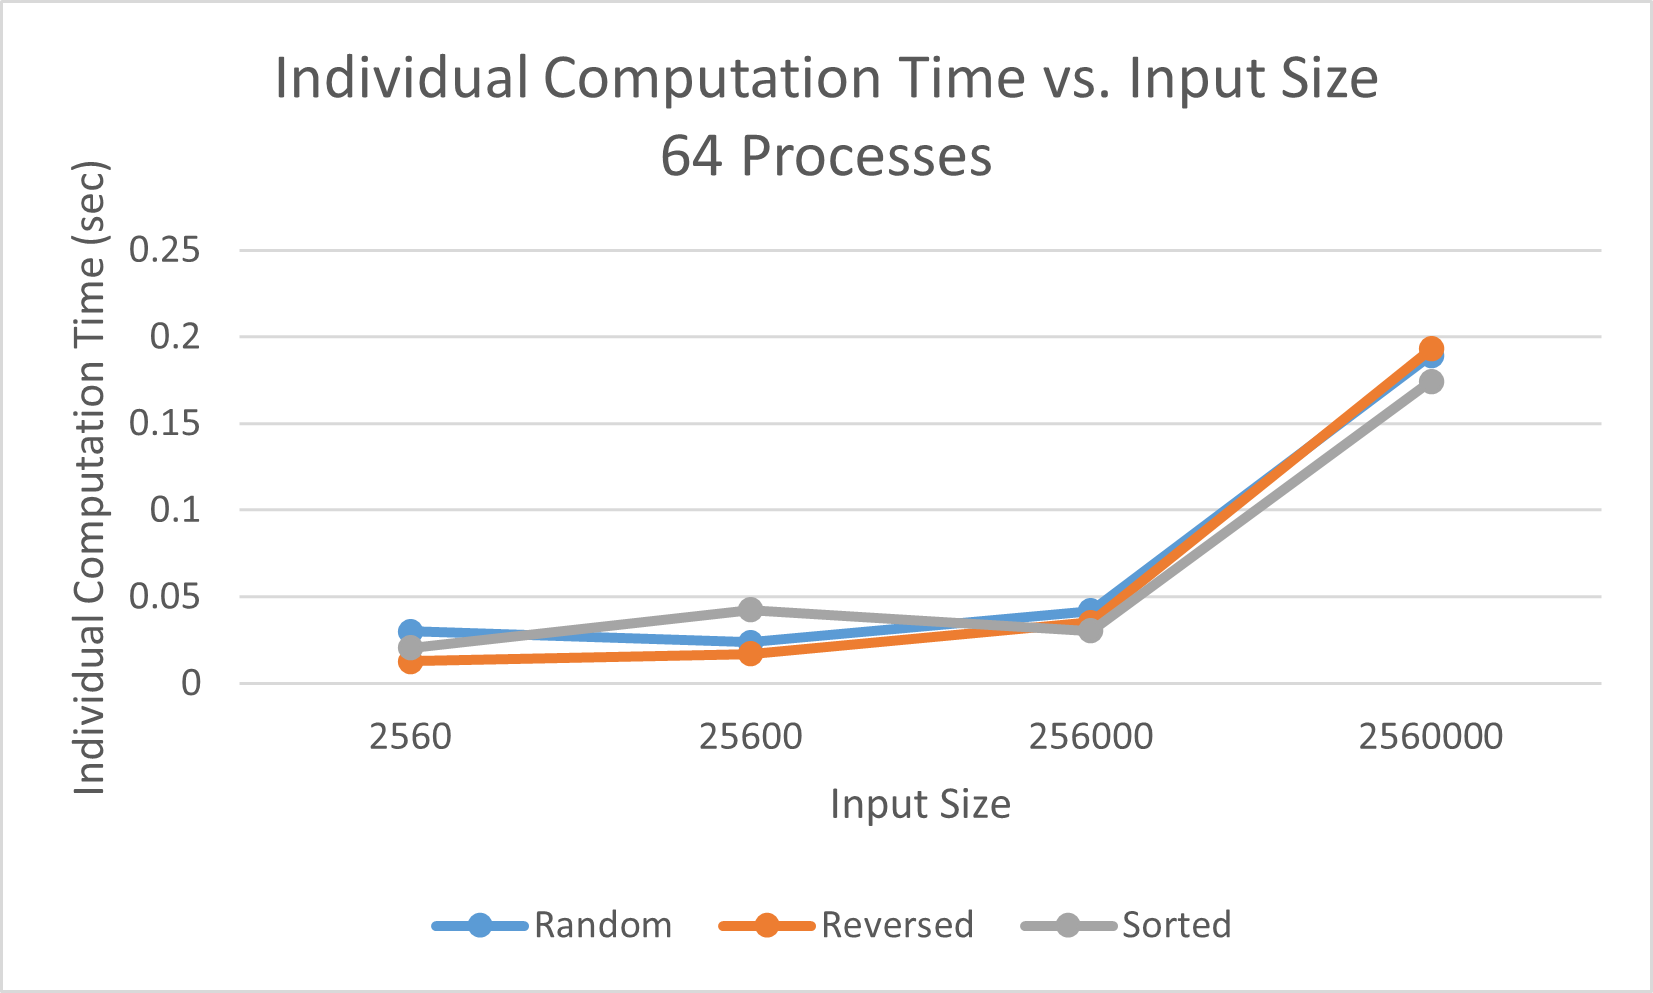 Individual Computation Time vs. Input Size
64 Processes
Individual Computation Time (sec)
0.25
0.2
0.15
0.1
0.05
0
2560 25600 256000 2560000
Input Size
Random Reversed Sorted